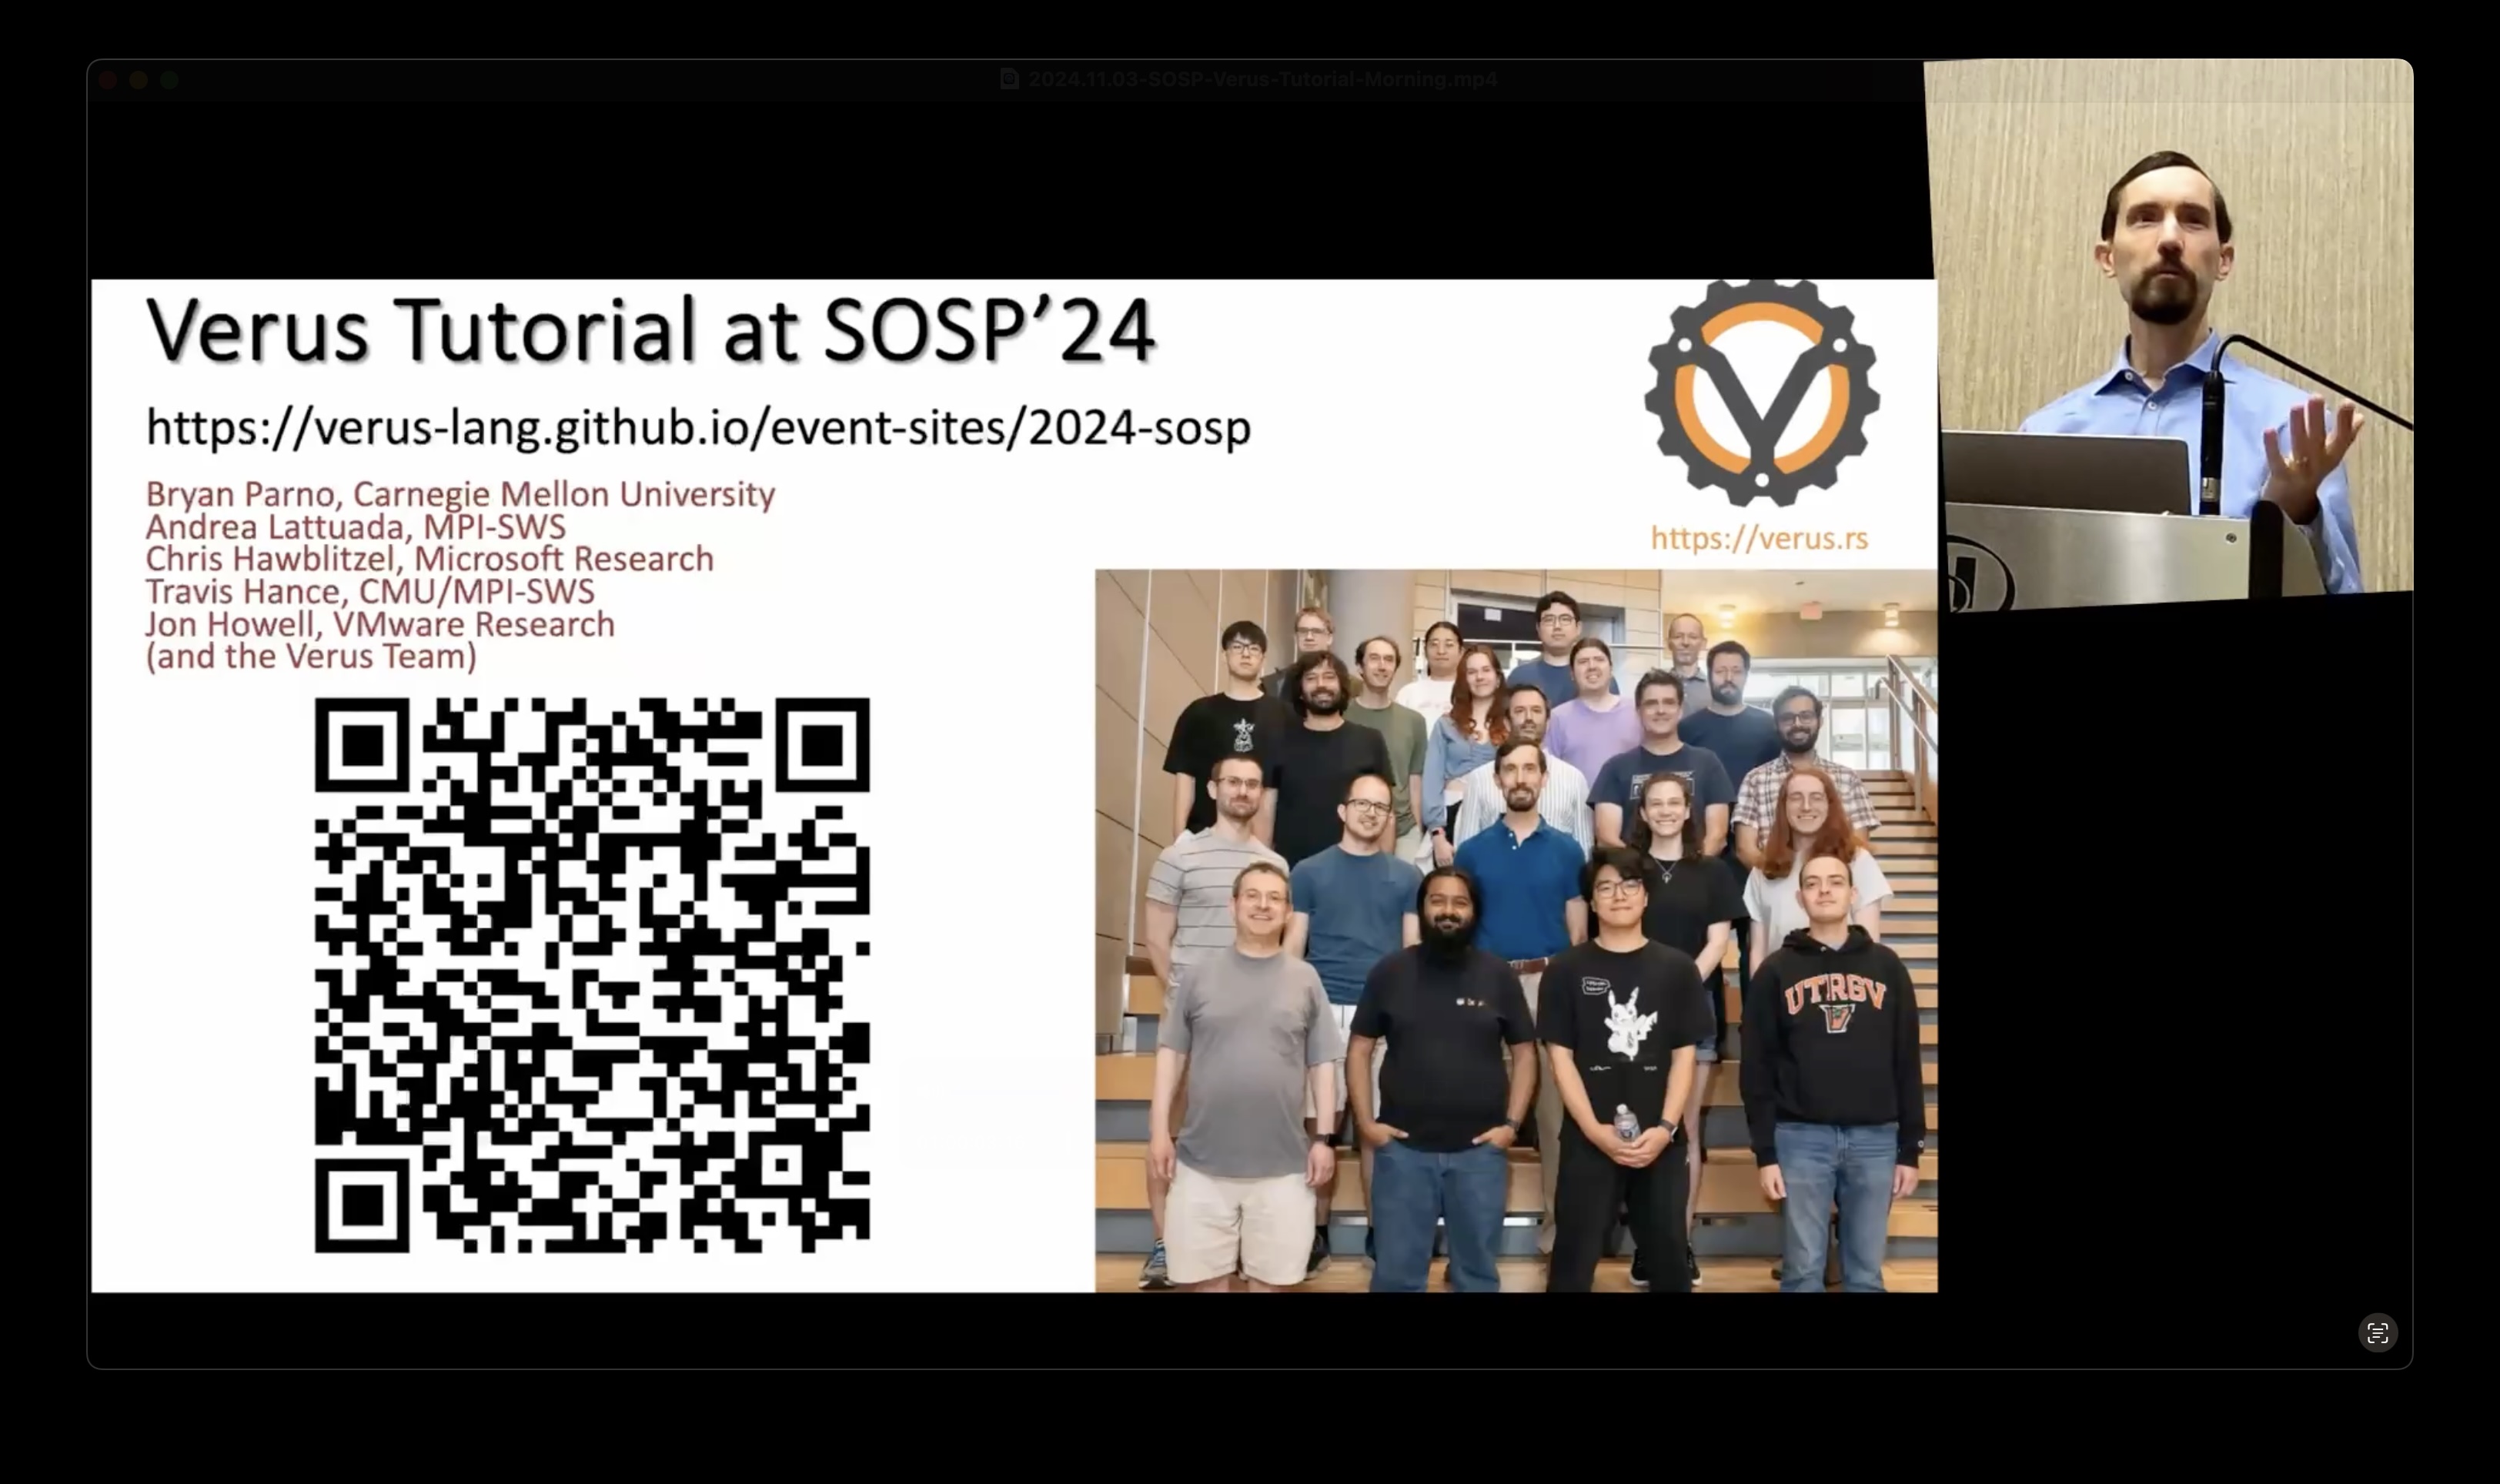 2024.11.03-SOSP-Verus-Tutorial-Morning.mp4
Verus Tutorial at SOSP’24
https://verus-lang.github.io/event-sites/2024-sosp
Bryan Parno, Carnegie Mellon University
Andrea Lattuada, MPI-SWS
Chris Hawblitzel, Microsoft Research
Travis Hance, CMU/MPI-SWS
Jon Howell, VMware Research
(and the Verus Team)
https://verus.rs
UTRGV